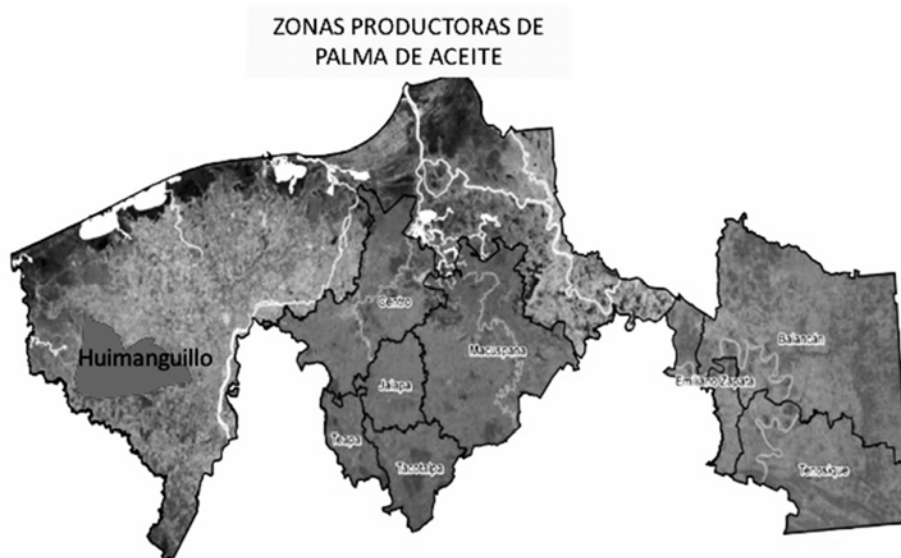 ZONAS PRODUCTORAS DE
PALMA DE ACEITE
Centro
Huimanguillo
Macuspana
Balancán
Jalapa
Emiliano Zapata
Teapa
Tacotalpa
Tenosique